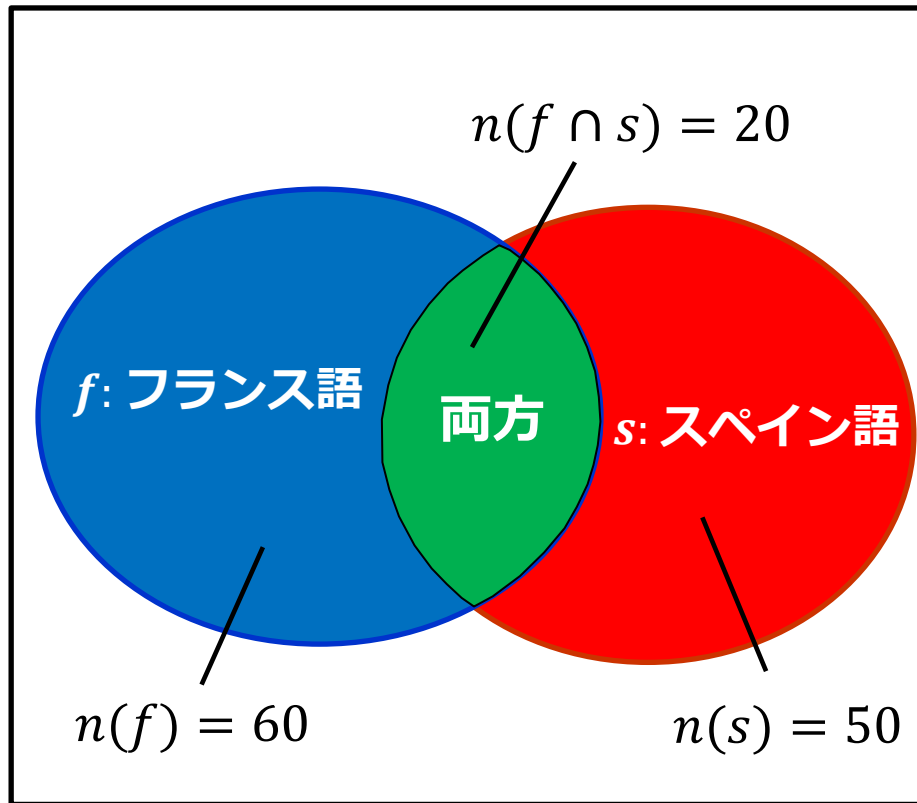 n(f ∩ s) = 20
f: フランス語
両方
s: スペイン語
n(f) = 60
n(s) = 50